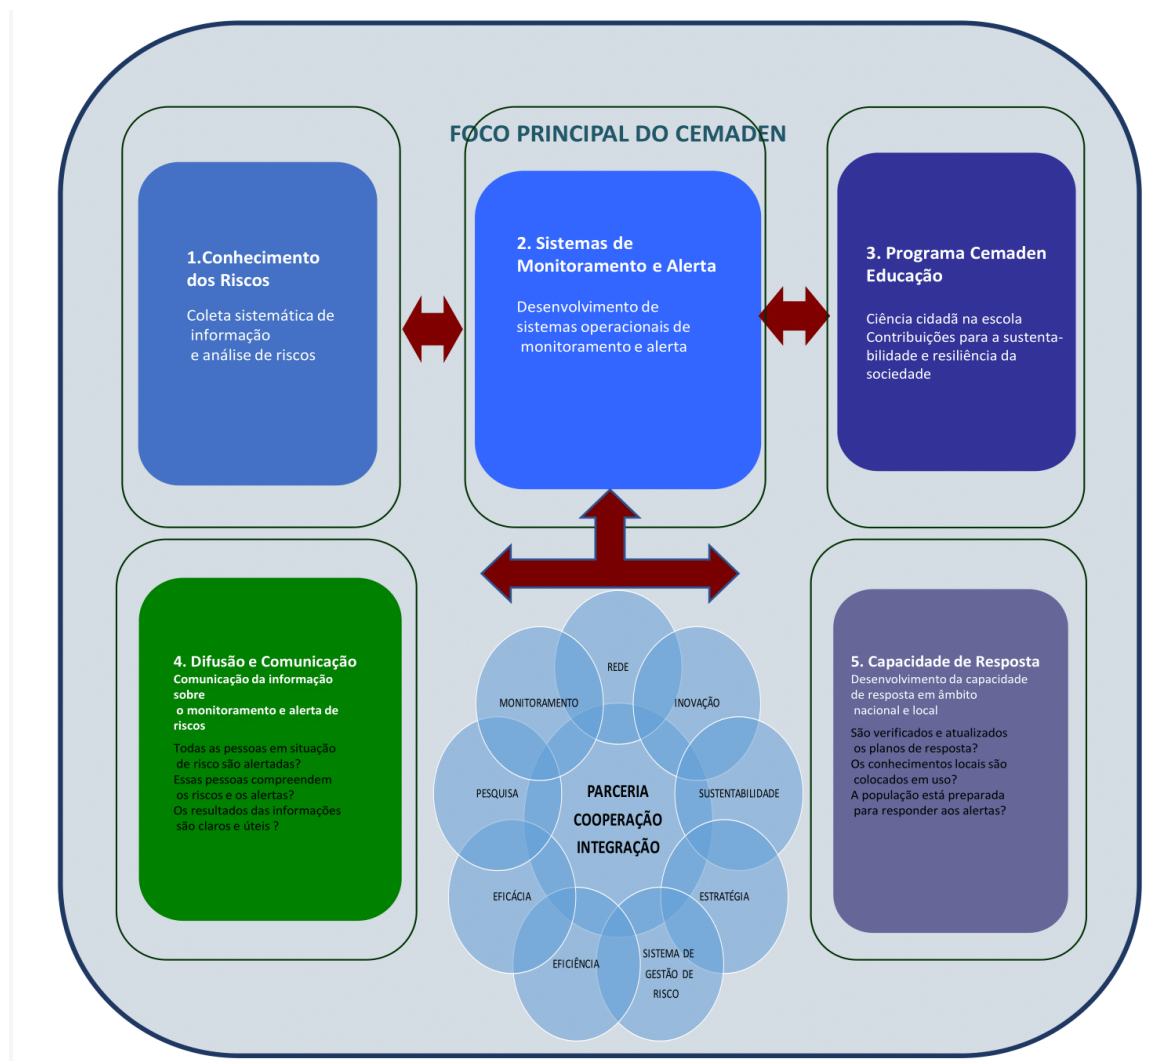 FOCO PRINCIPAL DO CEMADEN
1.Conhecimento
dos Riscos
Coleta sistemática de
informação
e análise de riscos
2. Sistemas de
Monitoramento e Alerta
Desenvolvimento de
sistemas operacionais de
monitoramento e alerta
3. Programa Cemaden
Educação
Ciência cidadã na escola
Contribuições para a sustenta-
bilidade e resiliência da
sociedade
4. Difusão e Comunicação
Comunicação da informação
sobre
o monitoramento e alerta de
riscos
Todas as pessoas em situação
de risco são alertadas?
Essas pessoas compreendem
os riscos e os alertas?
Os resultados das informações
são claros e úteis ?
REDE
MONITORAMENTO
INOVAÇÃO
PESQUISA
PARCERIA
COOPERAÇÃO
INTEGRAÇÃO
SUSTENTABILIDADE
EFICÁCIA
ESTRATÉGIA
EFICIÊNCIA
SISTEMA DE
GESTÃO DE
RISCO
5. Capacidade de Resposta
Desenvolvimento da capacidade
de resposta em âmbito
nacional e local
São verificados e atualizados
os planos de resposta?
Os conhecimentos locais são
colocados em uso?
A população está preparada
para responder aos alertas?